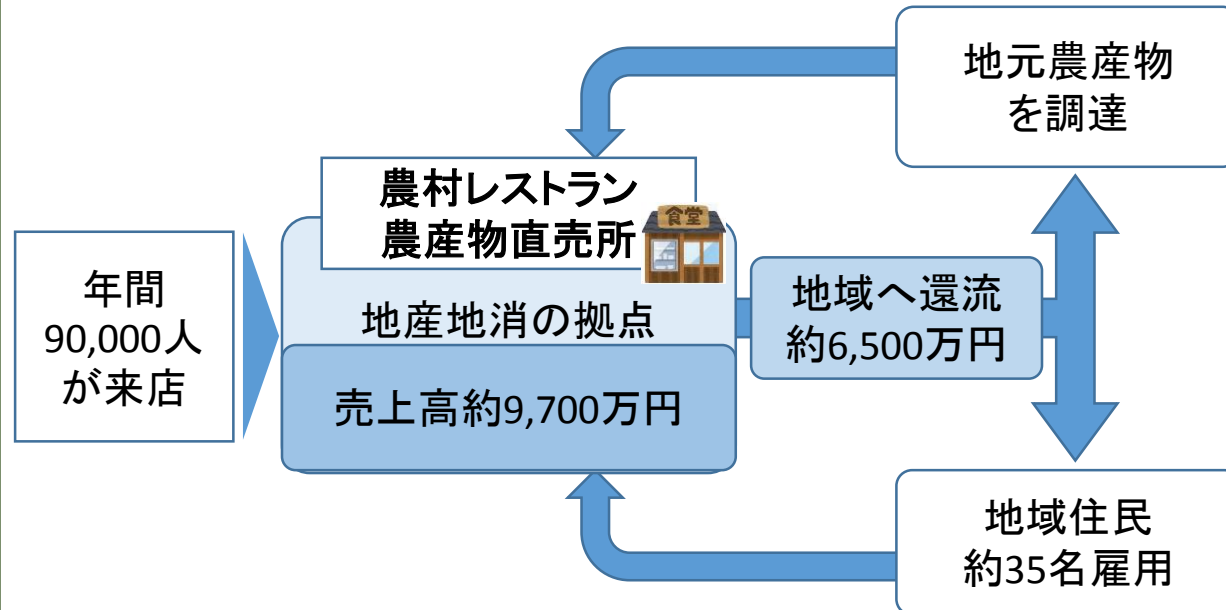 年間
90,000人
が来店
農村レストラン
農産物直売所
食堂
地産地消の拠点
売上高約9,700万円
地域へ還流
約6,500万円
地元農産物
を調達
地域住民
約35名雇用